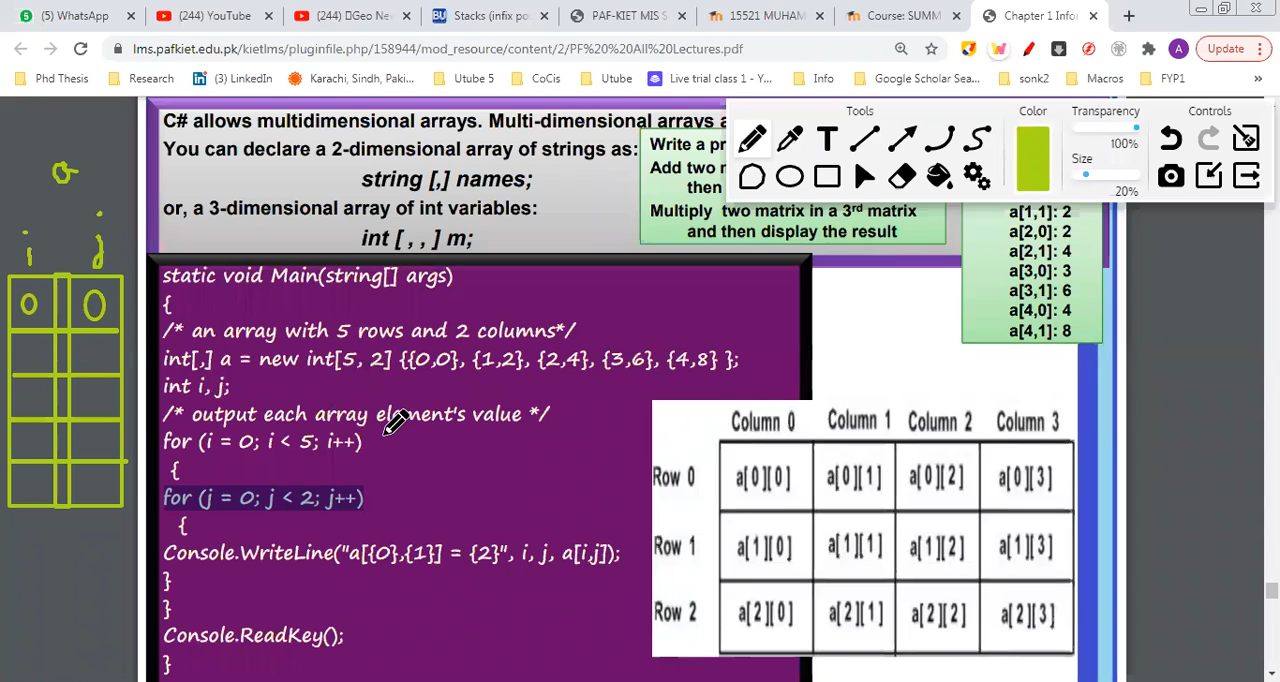 (5) WhatsApp
(244) YouTube
(244) Geo New
Stacks (infix po
PAF-KIET MIS S
15521 MUHAM
Course: SUMM
Chapter 1 Infor
lms.pafkiet.edu.pk/kietlms/pluginfile.php/158944/mod_resource/content/2/PF%20%20All%20Lectures.pdf
A
Update
Phd Thesis
Research
(3) LinkedIn
Karachi, Sindh, Paki...
Utube 5
CoCis
Utube
Live trial class 1 - Y...
Info
Google Scholar Sea...
sonk2
Macros
FYP1
»
Tools
Color
Transparency
100%
Size
20%
Controls
C# allows multidimensional arrays. Multi-dimensional arrays a
You can declare a 2-dimensional array of strings as:
string [,] names;
or, a 3-dimensional array of int variables:
int [ , , ] m;
Write a pr
Add two m
then
Multiply two matrix in a 3rd matrix
and then display the result
a[1,1]: 2
a[2,0]: 2
a[2,1]: 4
a[3,0]: 3
a[3,1]: 6
a[4,0]: 4
a[4,1]: 8
i j
0 0
static void Main(string[] args)
{
/* an array with 5 rows and 2 columns*/
int[,] a = new int[5, 2] {{0,0}, {1,2}, {2,4}, {3,6}, {4,8} };
int i, j;
/* output each array element's value */
for (i = 0; i < 5; i++)
{
for (j = 0; j < 2; j++)
{
Console.WriteLine("a[{0},{1}] = {2}", i, j, a[i,j]);
}
}
Console.ReadKey();
}
Column 0 Column 1 Column 2 Column 3
Row 0 a[0][0] a[0][1] a[0][2] a[0][3]
Row 1 a[1][0] a[1][1] a[1][2] a[1][3]
Row 2 a[2][0] a[2][1] a[2][2] a[2][3]